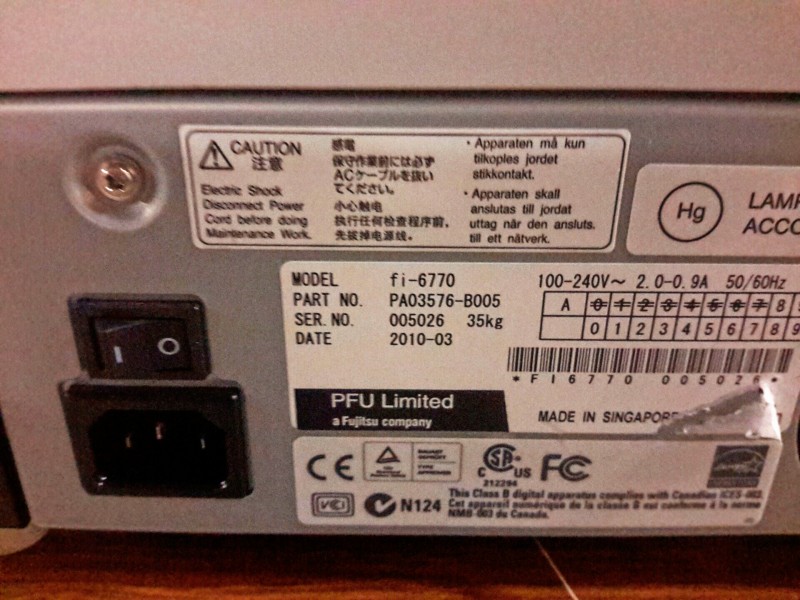 CAUTION
注意
Electric Shock
Disconnect Power
Cord before doing
Maintenance Work.
感電
保守作業前には必ず
ACケーブルを抜い
てください。
小心触电
执行任何检查程序前,
先拔掉电源线。
· Apparaten må kun
tilkoples jordet
stikkontakt.
· Apparaten skall
anslutas till jordat
uttag når den ansluts.
till ett nätverk.
Hg
LAMP
ACCO
MODEL fi-6770
PART NO. PA03576-B005
SER. NO. 005026 35kg
DATE 2010-03
100-240V~ 2.0-0.9A 50/60Hz
A 0 1 2 3 4 5 6 7 8
0 1 2 3 4 5 6 7 8 9
*FI6770 005026*
PFU Limited
a Fujitsu company
MADE IN SINGAPORE
CE
TYPE
APPROVED
C SA US
212294
FC
VCI
N124
This Class B digital apparatus complies with Canadian ICES-003.
Cet appareil numérique de la classe B est conforme à la norme
NMB-003 du Canada.